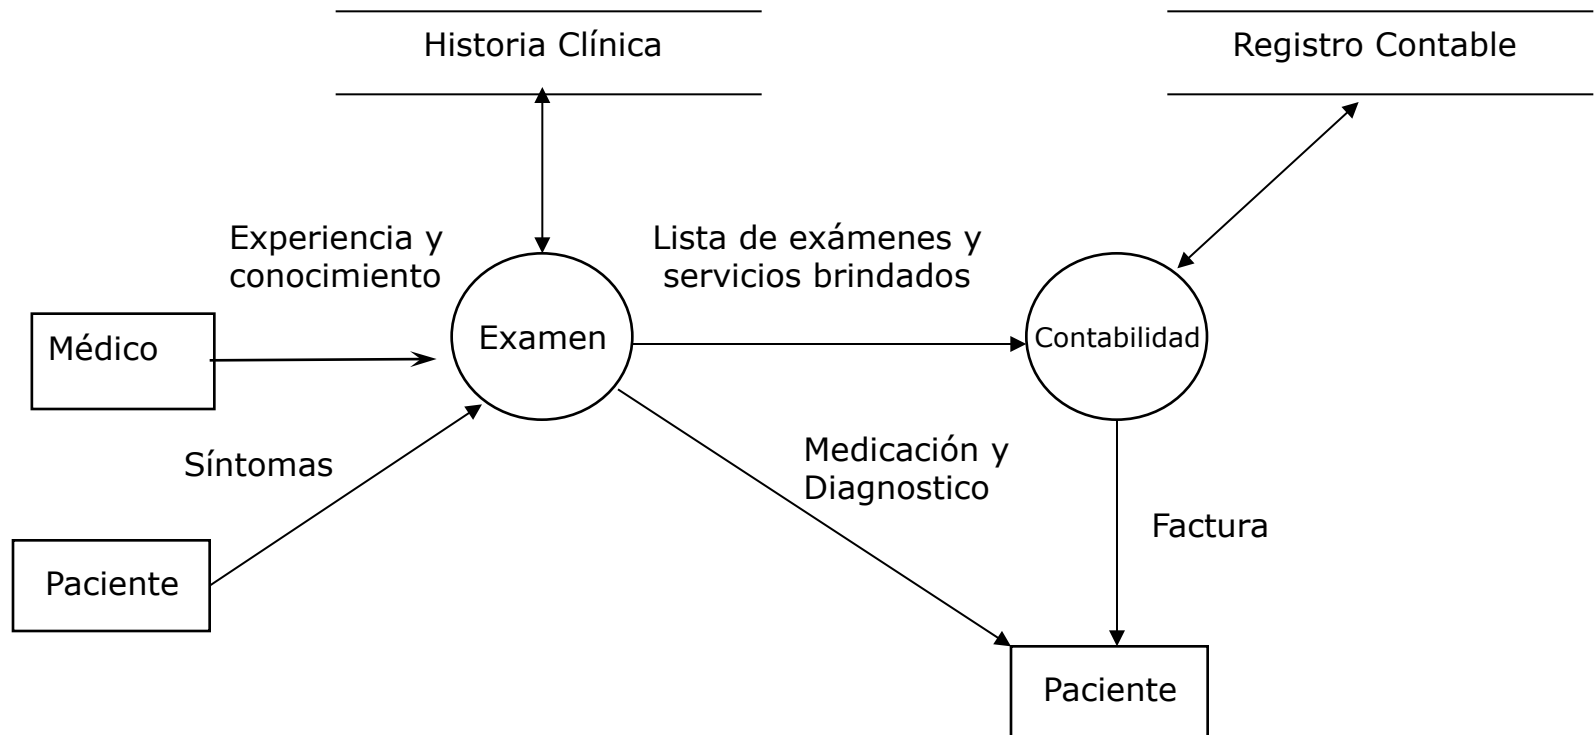 Historia Clínica
Registro Contable
Experiencia y
conocimiento
Lista de exámenes y
servicios brindados
Médico
Examen
Contabilidad
Síntomas
Medicación y
Diagnostico
Factura
Paciente
Paciente